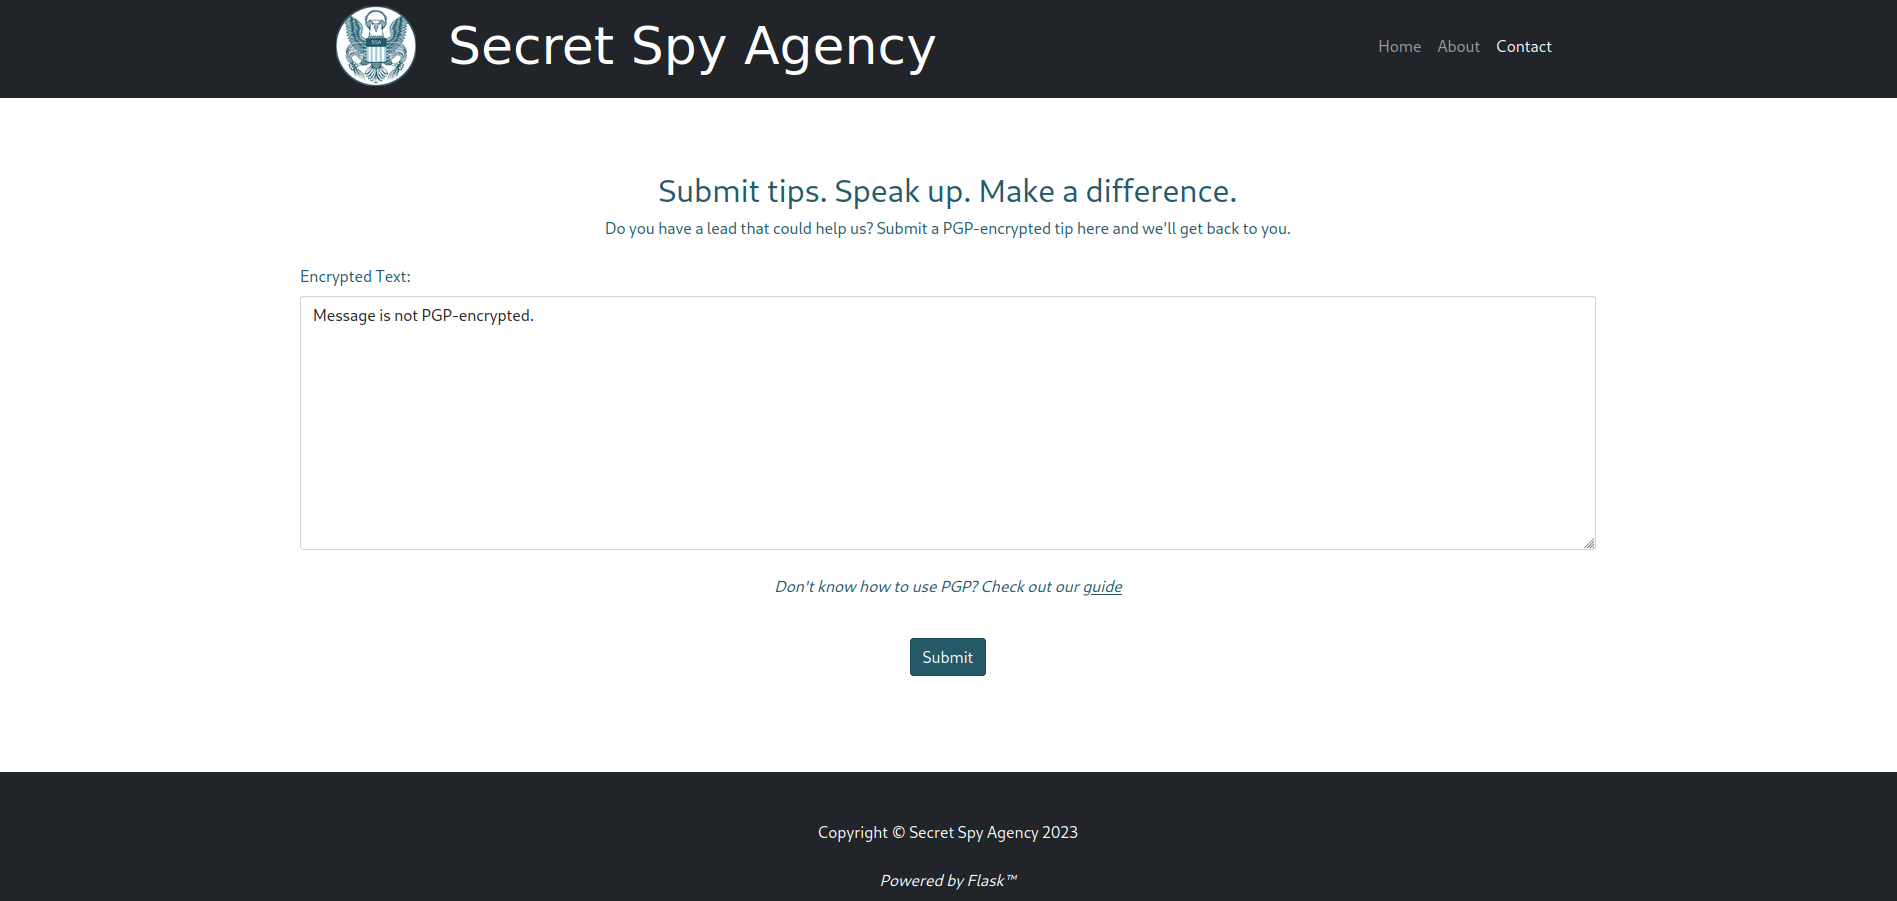 SSA
Secret Spy Agency
Home About Contact
Submit tips. Speak up. Make a difference.
Do you have a lead that could help us? Submit a PGP-encrypted tip here and we'll get back to you.
Encrypted Text:
Message is not PGP-encrypted.
Don't know how to use PGP? Check out our guide
Submit
Copyright © Secret Spy Agency 2023
Powered by Flask™